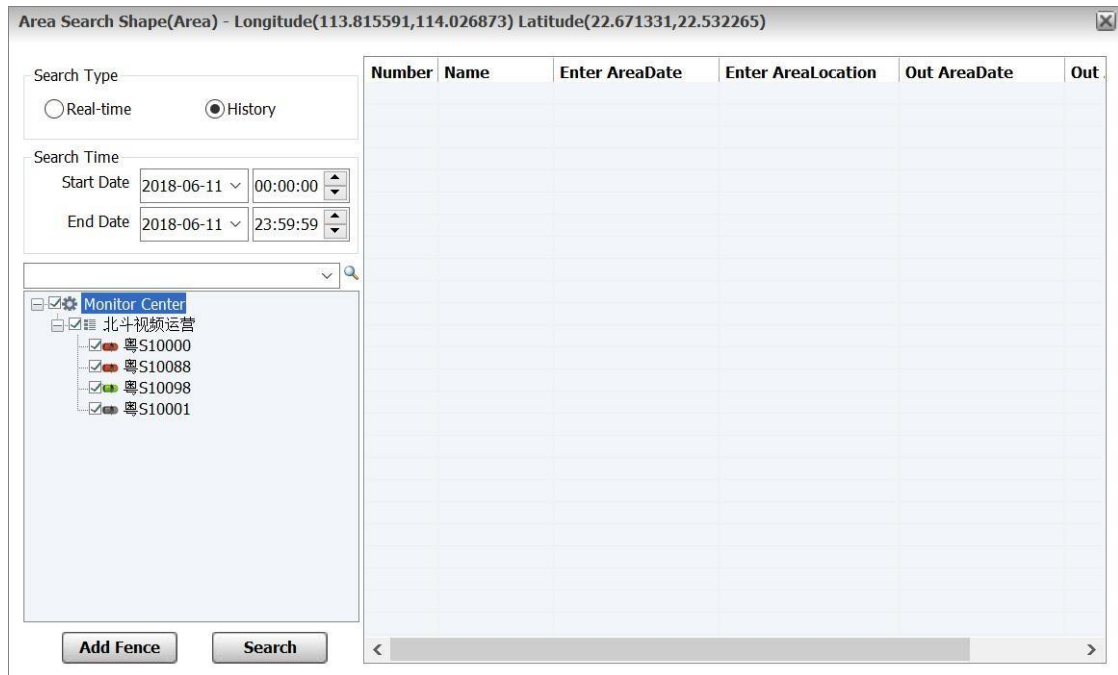 Area Search Shape(Area) - Longitude(113.815591,114.026873) Latitude(22.671331,22.532265)
Search Type
Real-time
History
Search Time
Start Date 2018-06-11 00:00:00
End Date 2018-06-11 23:59:59
Monitor Center
北斗视频运营
粤S10000
粤S10088
粤S10098
粤S10001
Add Fence
Search
Number Name Enter AreaDate Enter AreaLocation Out AreaDate Out